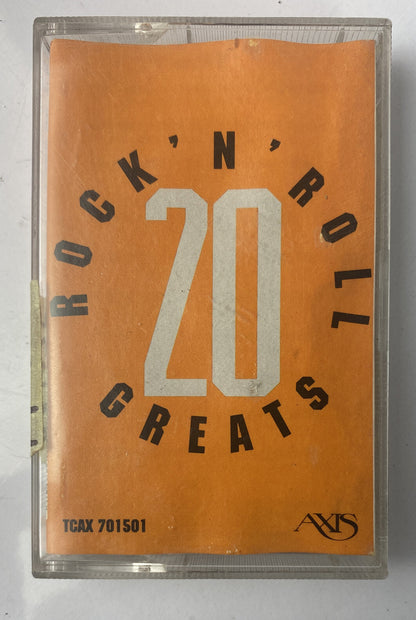 ROCK'N'ROLL
20
GREATS
TCAX 701501
AXIS